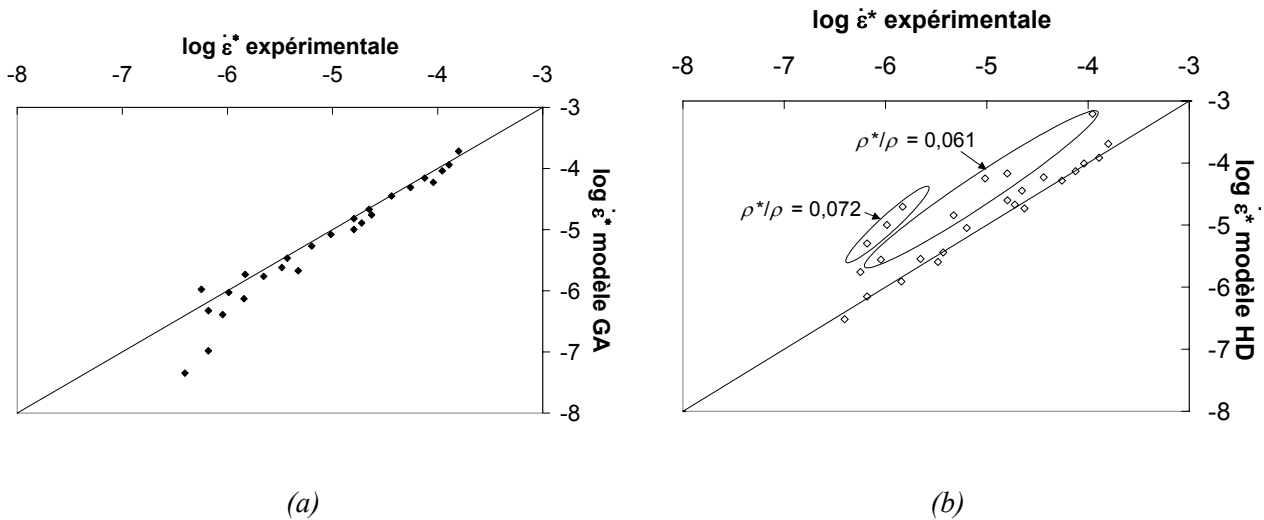 log ε̇* expérimentale
-8 -7 -6 -5 -4 -3
-3
-4
-5
-6
-7
-8
log ε̇* modèle GA
(a)
log ε̇* expérimentale
-8 -7 -6 -5 -4 -3
-3
-4
-5
-6
-7
-8
log ε̇* modèle HD
ρ*/ρ = 0,061
ρ*/ρ = 0,072
(b)